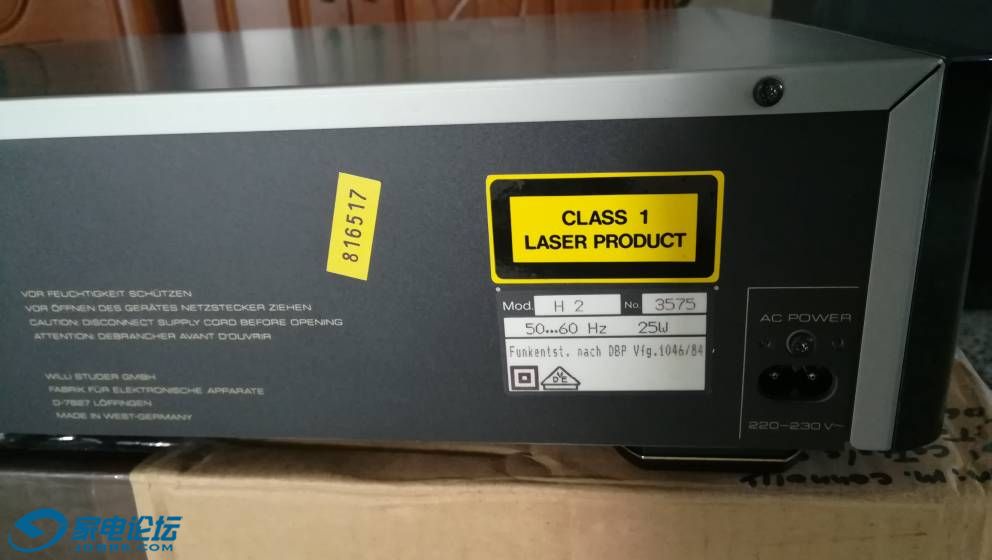 816517
CLASS 1
LASER PRODUCT
Mod. H 2 No. 3575
50...60 Hz 25W
Funkentst. nach DBP Vfg.1046/84
VDE
AC POWER
220-230 V~
VOR FEUCHTIGKEIT SCHÜTZEN
VOR ÖFFNEN DES GERÄTES NETZSTECKER ZIEHEN
CAUTION: DISCONNECT SUPPLY CORD BEFORE OPENING
ATTENTION: DEBRANCHER AVANT D'OUVRIR
WILLI STUDER GMBH
FABRIK FÜR ELEKTRONISCHE APPARATE
D-7827 LÖFFINGEN
MADE IN WEST-GERMANY
家电论坛